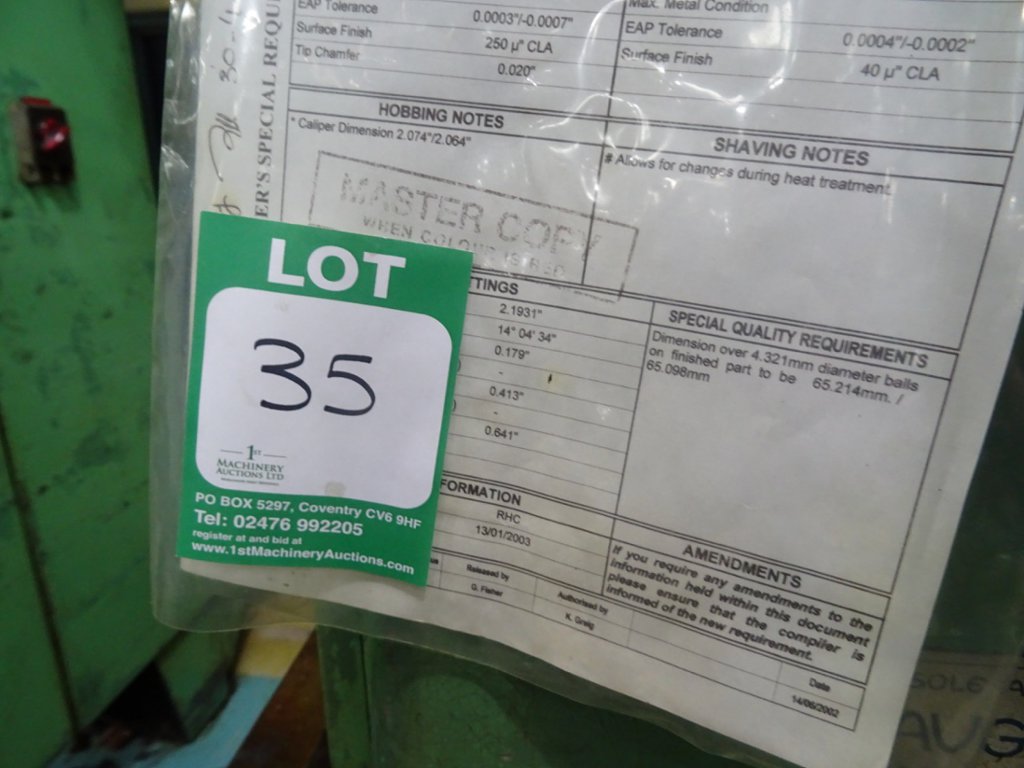 EAP Tolerance 0.0003"/-0.0007"
Surface Finish 250 µ" CLA
Tip Chamfer 0.020"
Max. Metal Condition
EAP Tolerance 0.0004"/-0.0002"
Surface Finish 40 µ" CLA
HOBBING NOTES
* Caliper Dimension 2.074"/2.064"
SHAVING NOTES
# Allows for changes during heat treatment.
MASTER COPY
WHEN COLOUR IS RED
ER'S SPECIAL REQU
TINGS
2.1931"
14° 04' 34"
0.179"
-
0.413"
-
0.641"
SPECIAL QUALITY REQUIREMENTS
Dimension over 4.321mm diameter balls
on finished part to be 65.214mm. /
65.098mm
FORMATION
RHC
13/01/2003
AMENDMENTS
If you require any amendments to the
information held within this document
please ensure that the compiler is
informed of the new requirement.
Released by
G. Fisher
Authorised by
K. Greig
Date
14/06/2002
LOT
35
1st
MACHINERY
AUCTIONS LTD
PO BOX 5297, Coventry CV6 9HF
Tel: 02476 992205
register at and bid at
www.1stMachineryAuctions.com